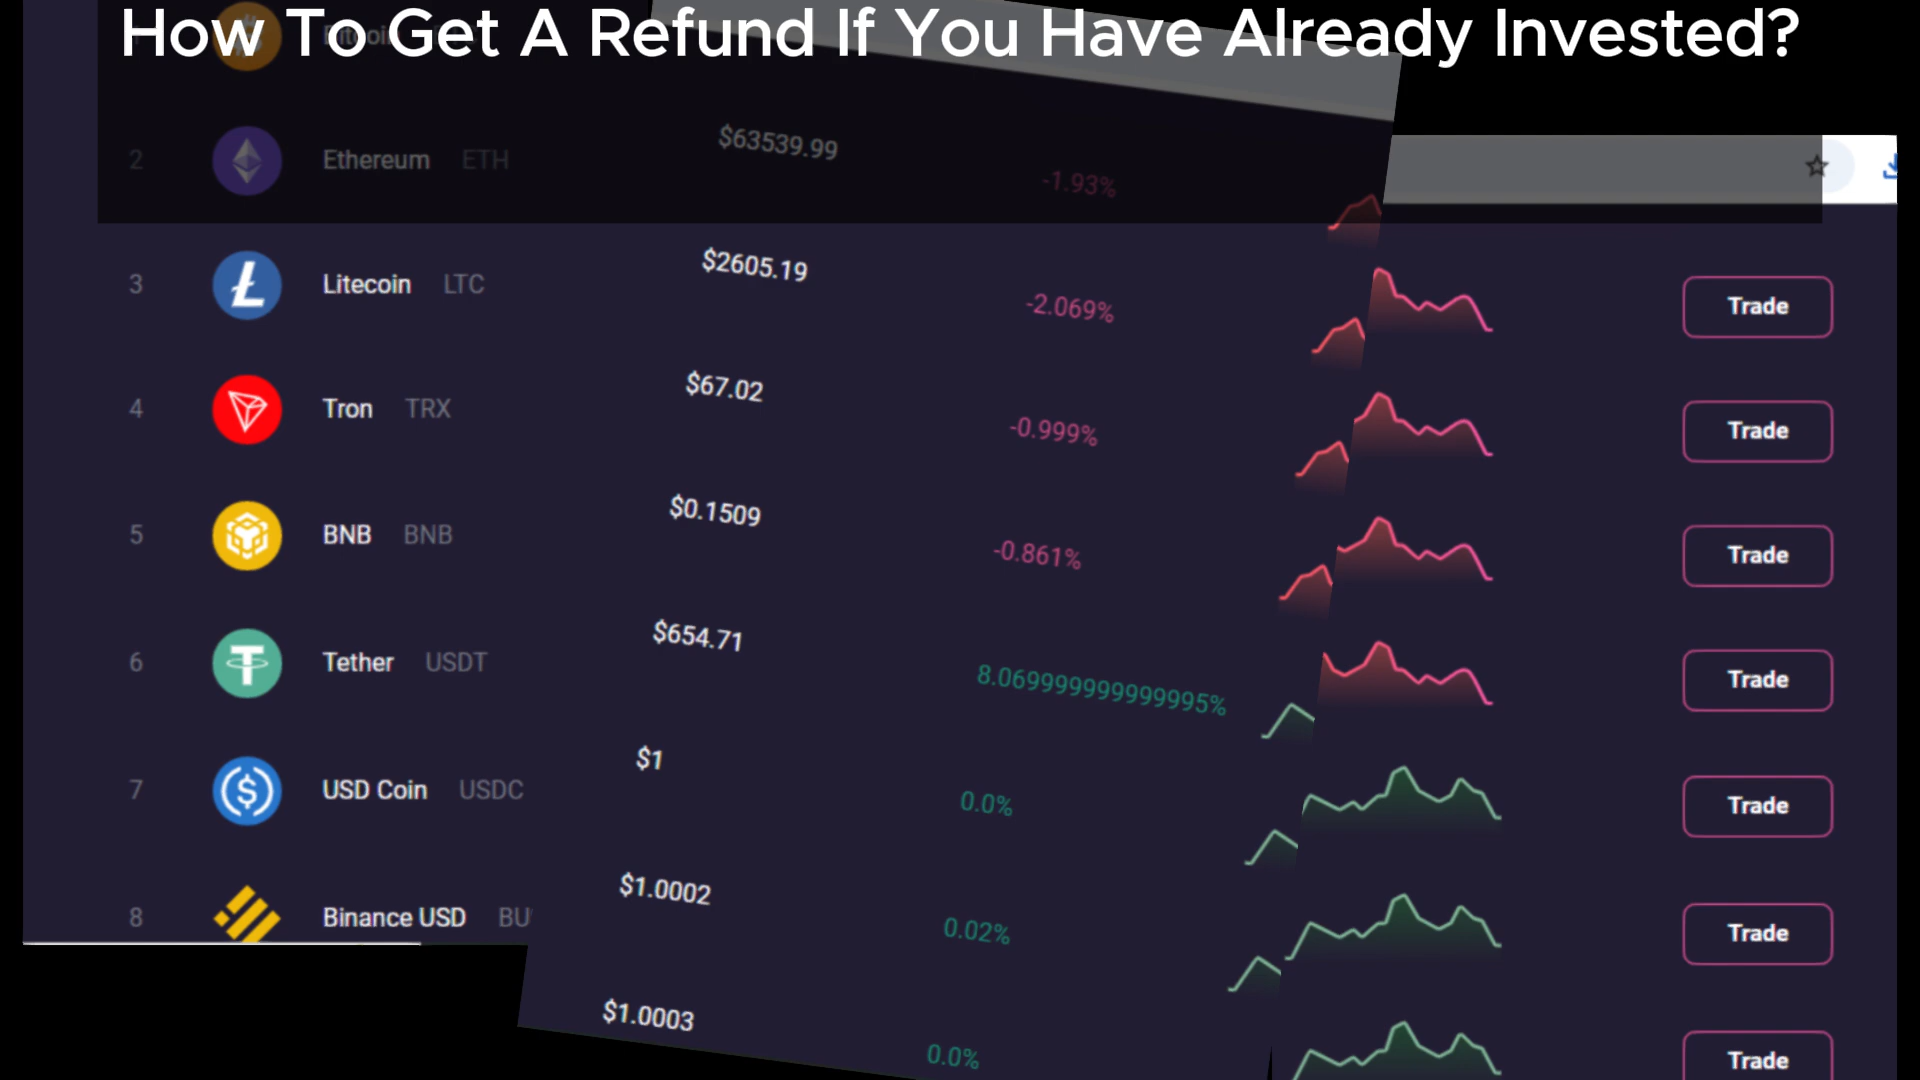 How To Get A Refund If You Have Already Invested?
Bitcoin
2 Ethereum ETH $63539.99 -1.93%
3 Litecoin LTC $2605.19 -2.069% Trade
4 Tron TRX $67.02 -0.999% Trade
5 BNB BNB $0.1509 -0.861% Trade
6 Tether USDT $654.71 8.069999999999995% Trade
7 USD Coin USDC $1 0.0% Trade
8 Binance USD BU $1.0002 0.02% Trade
$1.0003 0.0% Trade